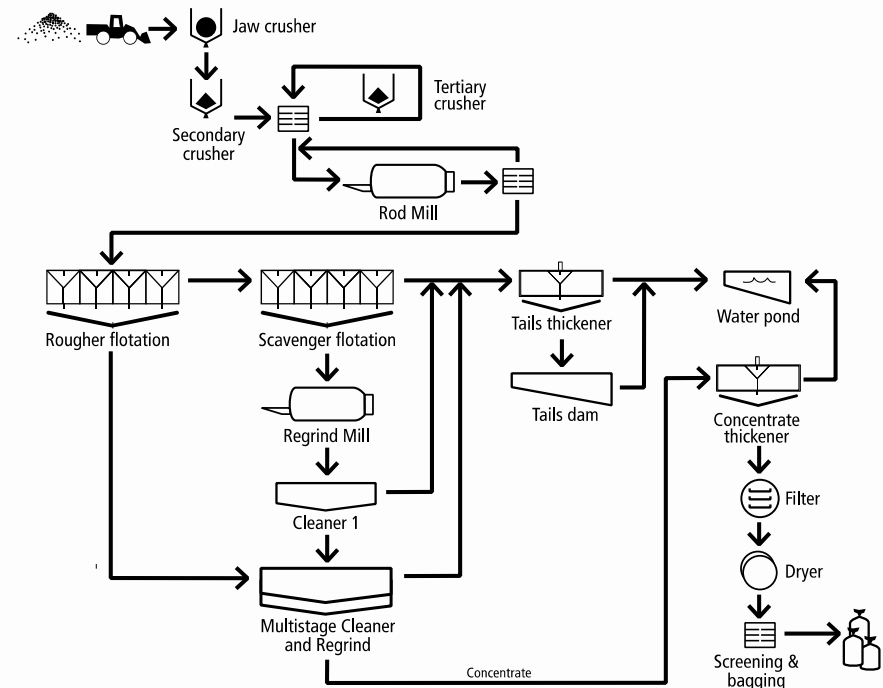 Jaw crusher
Tertiary
crusher
Secondary
crusher
Rod Mill
Rougher flotation
Scavenger flotation
Tails thickener
Water pond
Tails dam
Concentrate
thickener
Regrind Mill
Filter
Cleaner 1
Dryer
Multistage Cleaner
and Regrind
Concentrate
Screening &
bagging